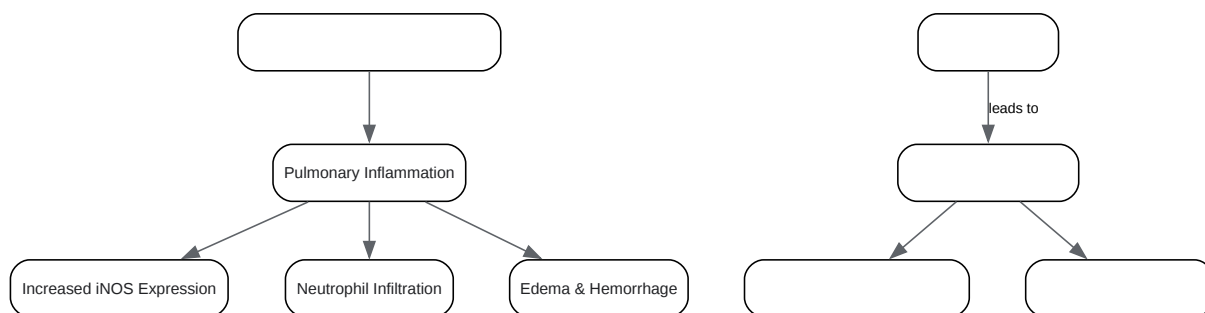 leads to
Pulmonary Inflammation
Increased iNOS Expression
Neutrophil Infiltration
Edema & Hemorrhage